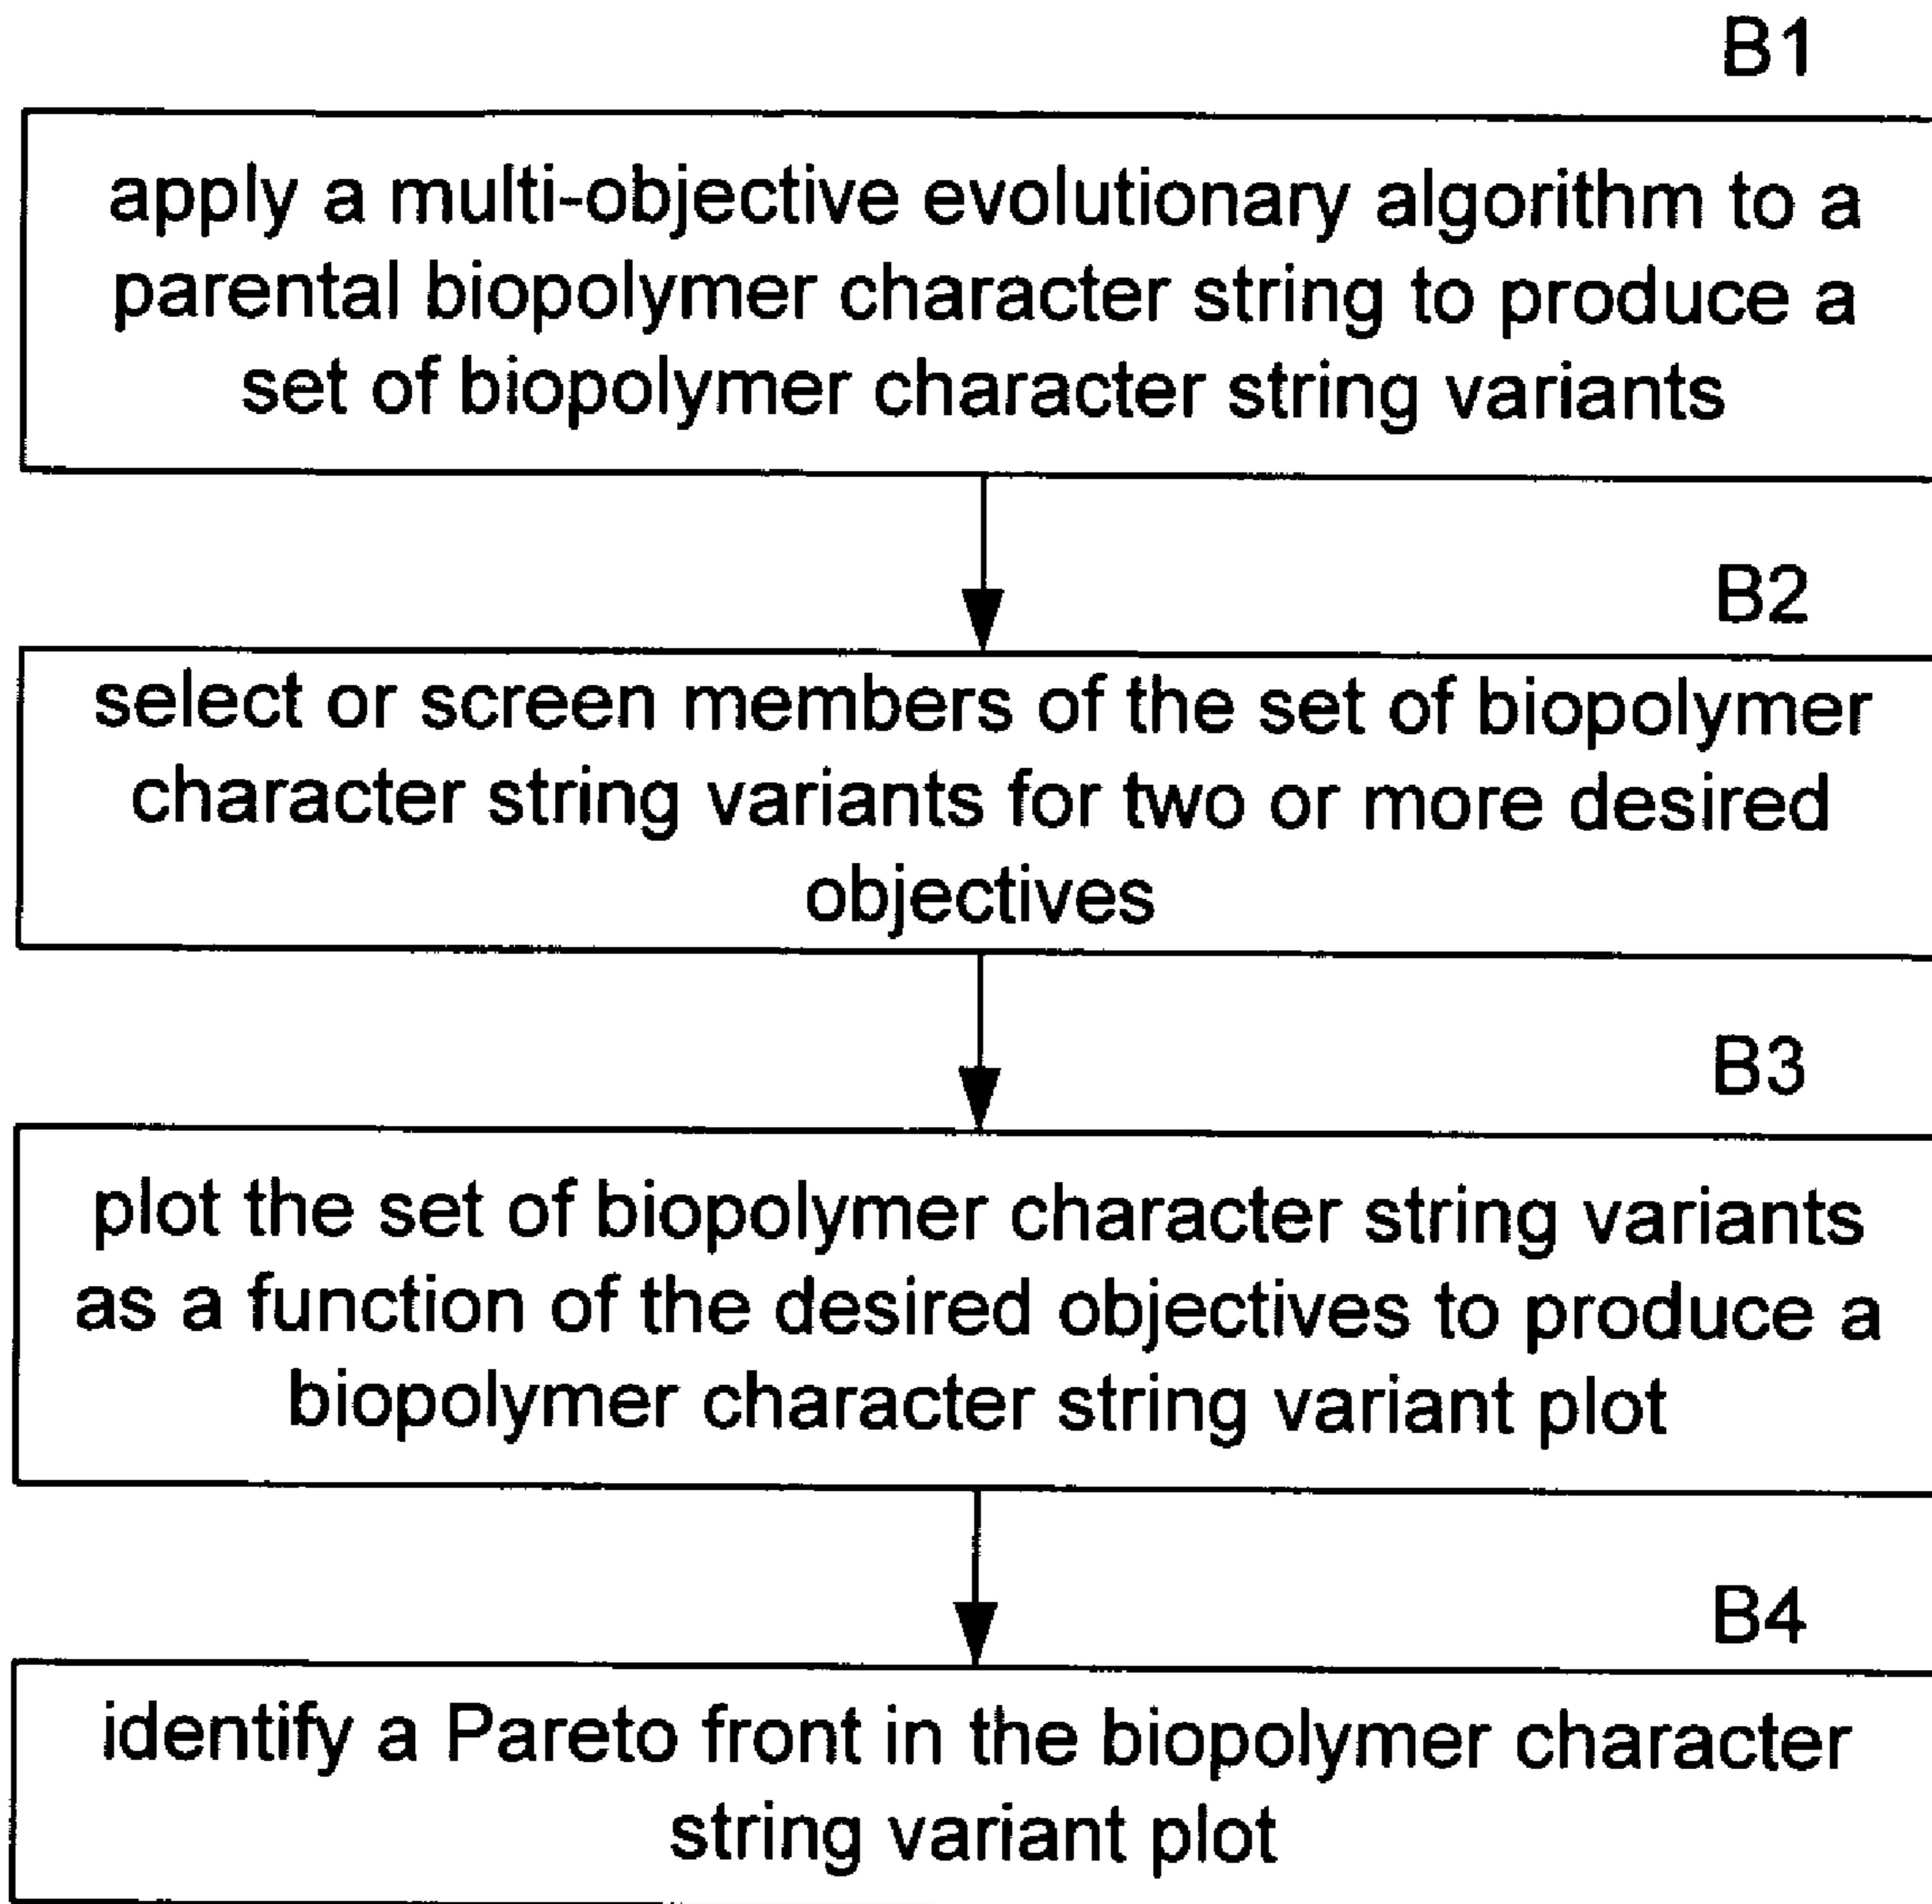 B1
apply a multi-objective evolutionary algorithm to a
parental biopolymer character string to produce a
set of biopolymer character string variants
B2
select or screen members of the set of biopolymer
character string variants for two or more desired
objectives
B3
plot the set of biopolymer character string variants
as a function of the desired objectives to produce a
biopolymer character string variant plot
B4
identify a Pareto front in the biopolymer character
string variant plot